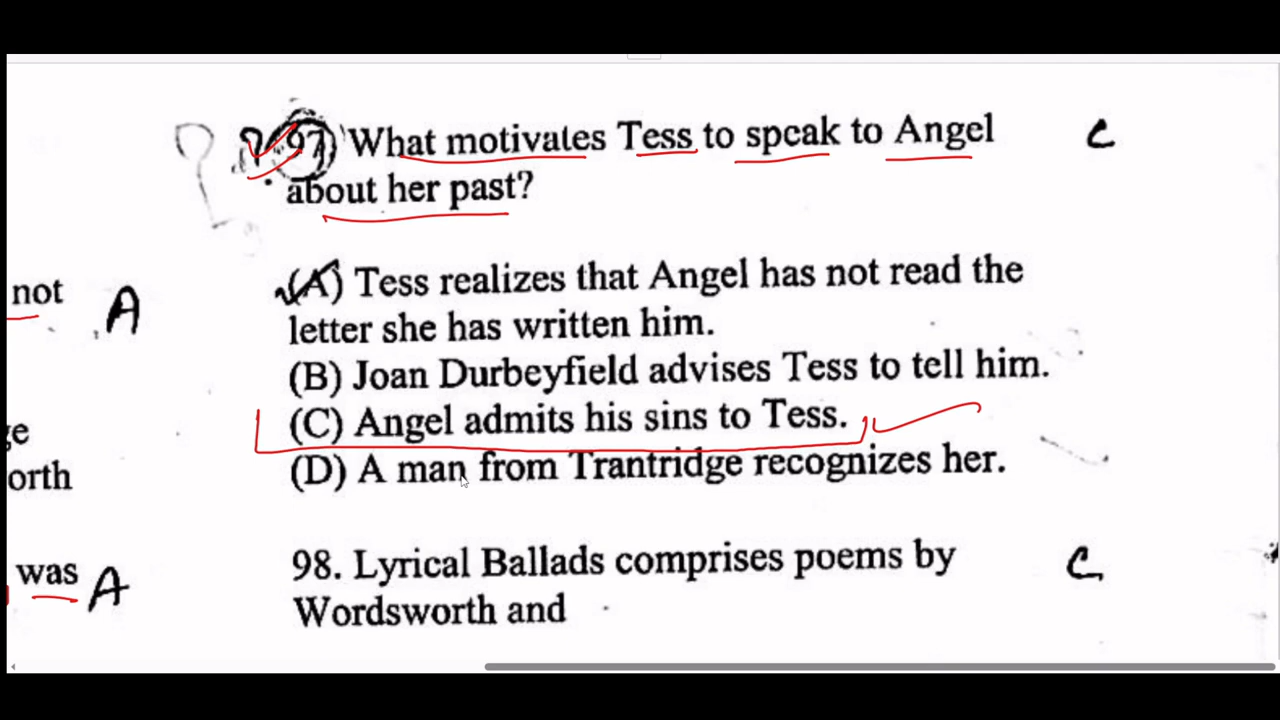 ?. 97) What motivates Tess to speak to Angel C
about her past?
(A) Tess realizes that Angel has not read the
not A
letter she has written him.
(B) Joan Durbeyfield advises Tess to tell him.
(C) Angel admits his sins to Tess.
ge
(D) A man from Trantridge recognizes her.
orth
98. Lyrical Ballads comprises poems by C
was A
Wordsworth and